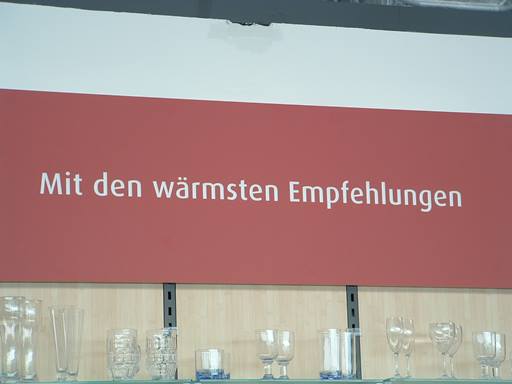 Mit den wärmsten Empfehlungen